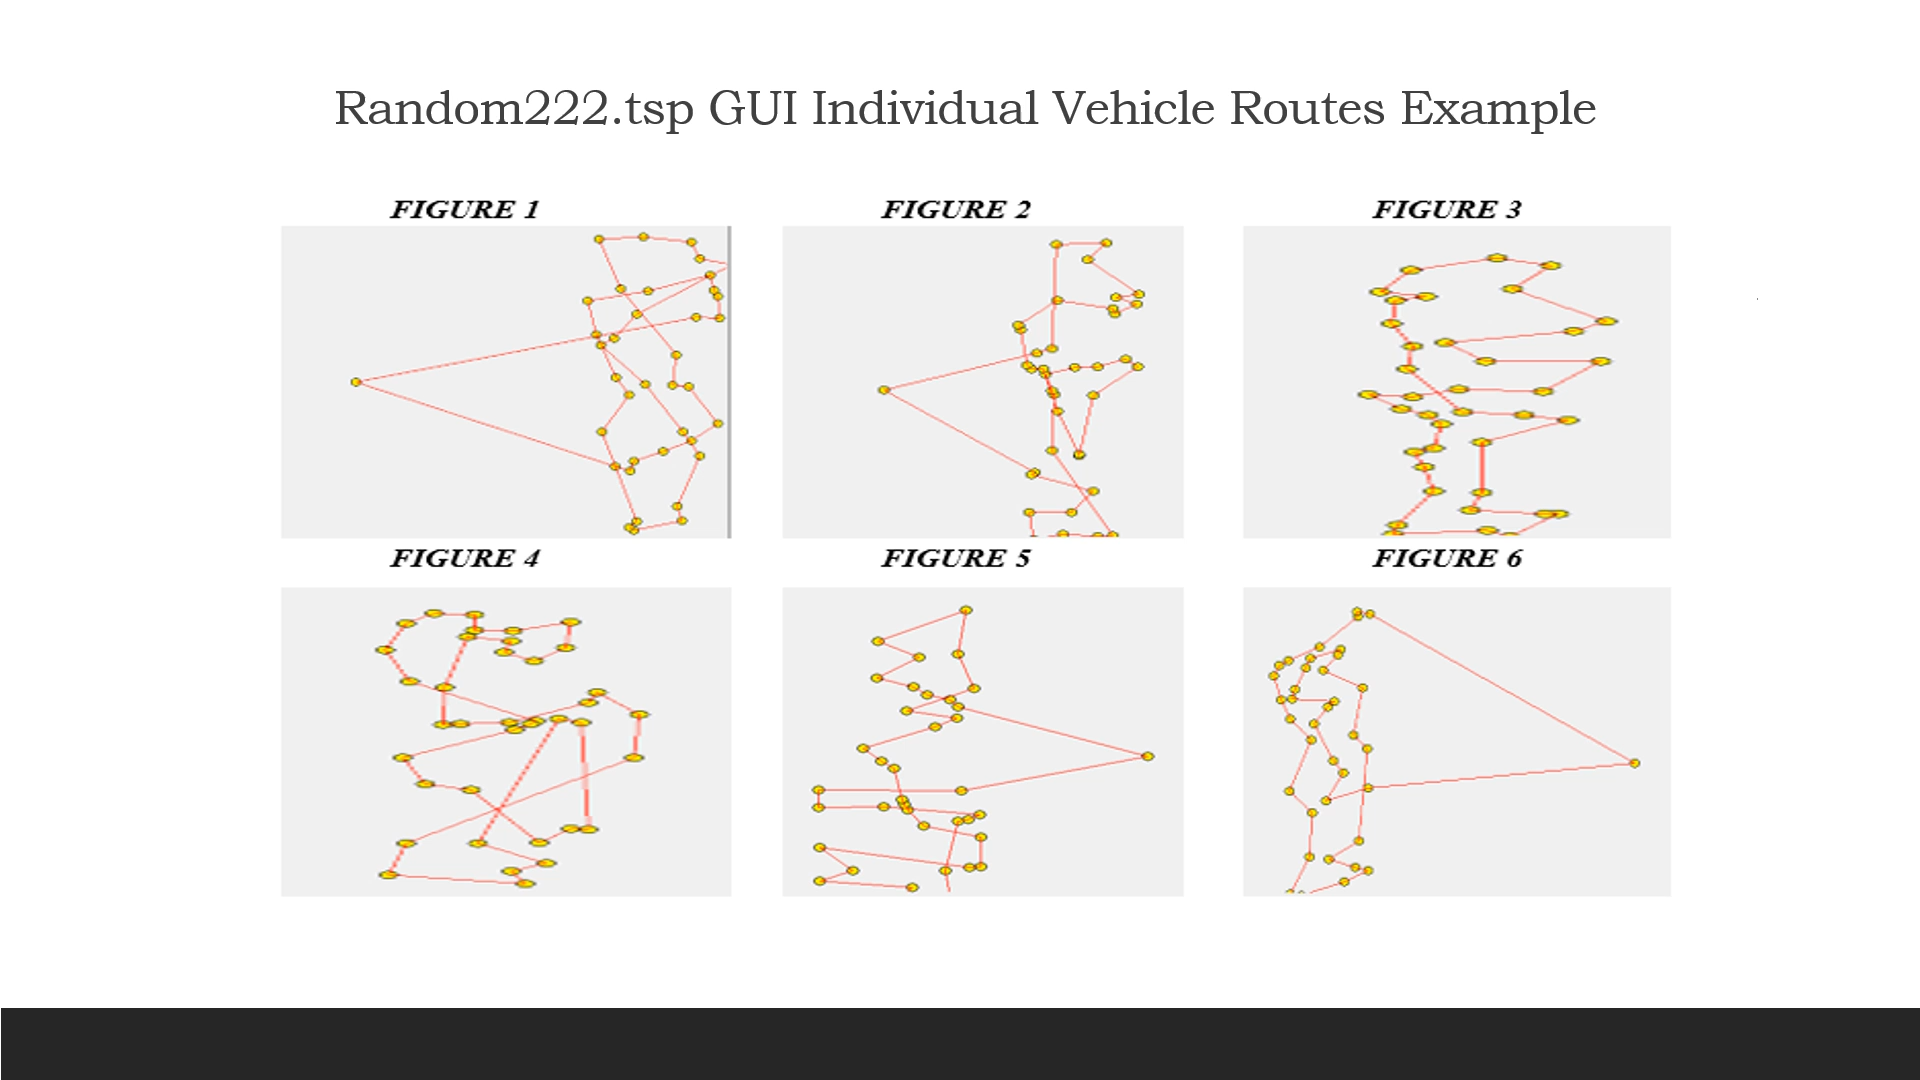 Random222.tsp GUI Individual Vehicle Routes Example
FIGURE 1
FIGURE 2
FIGURE 3
FIGURE 4
FIGURE 5
FIGURE 6